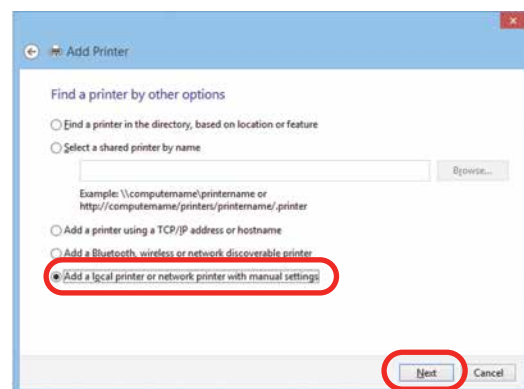 Add Printer
Find a printer by other options
Find a printer in the directory, based on location or feature
Select a shared printer by name
Browse...
Example: \\computername\printername or
http://computername/printers/printername/.printer
Add a printer using a TCP/IP address or hostname
Add a Bluetooth, wireless or network discoverable printer
Add a local printer or network printer with manual settings
Next Cancel